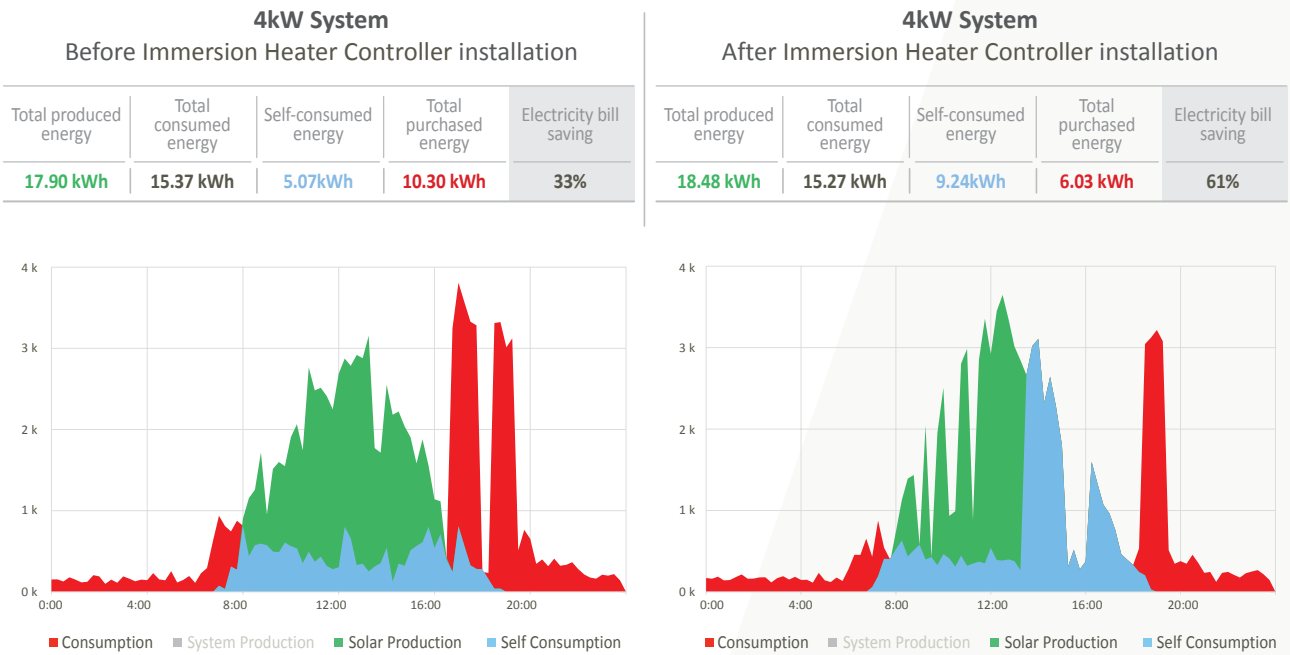 4kW System
Before Immersion Heater Controller installation
Total produced
energy
Total
consumed
energy
Self-consumed
energy
Total
purchased
energy
Electricity bill
saving
17.90 kWh
15.37 kWh
5.07kWh
10.30 kWh
33%
4 k
3 k
2 k
1 k
0 k
0:00
4:00
8:00
12:00
16:00
20:00
Consumption
System Production
Solar Production
Self Consumption
4kW System
After Immersion Heater Controller installation
Total produced
energy
Total
consumed
energy
Self-consumed
energy
Total
purchased
energy
Electricity bill
saving
18.48 kWh
15.27 kWh
9.24kWh
6.03 kWh
61%
4 k
3 k
2 k
1 k
0 k
0:00
4:00
8:00
12:00
16:00
20:00
Consumption
System Production
Solar Production
Self Consumption